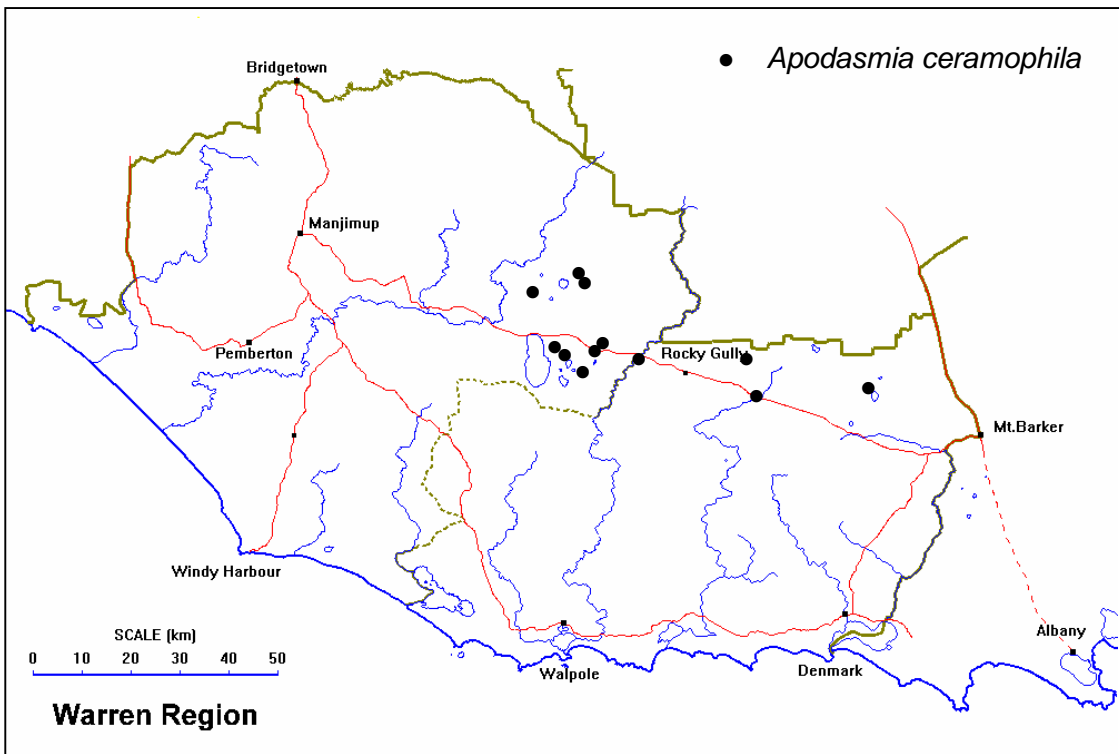 Apodasmia ceramophila
Bridgetown
Manjimup
Pemberton
Rocky Gully
Mt.Barker
Windy Harbour
SCALE (km)
0 10 20 30 40 50
Walpole
Denmark
Albany
Warren Region